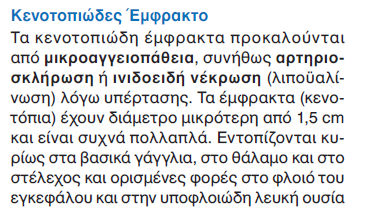 Κενοτοπιώδες Έμφρακτο
Τα κενοτοπιώδη έμφρακτα προκαλούνται
από μικροαγγειοπάθεια, συνήθως αρτηριο-
σκλήρωση ή ινιδοειδή νέκρωση (λιποϋαλί-
νωση) λόγω υπέρτασης. Τα έμφρακτα (κενο-
τόπια) έχουν διάμετρο μικρότερη από 1,5 cm
και είναι συχνά πολλαπλά. Εντοπίζονται κυ-
ρίως στα βασικά γάγγλια, στο θάλαμο και στο
στέλεχος και ορισμένες φορές στο φλοιό του
εγκεφάλου και στην υποφλοιώδη λευκή ουσία